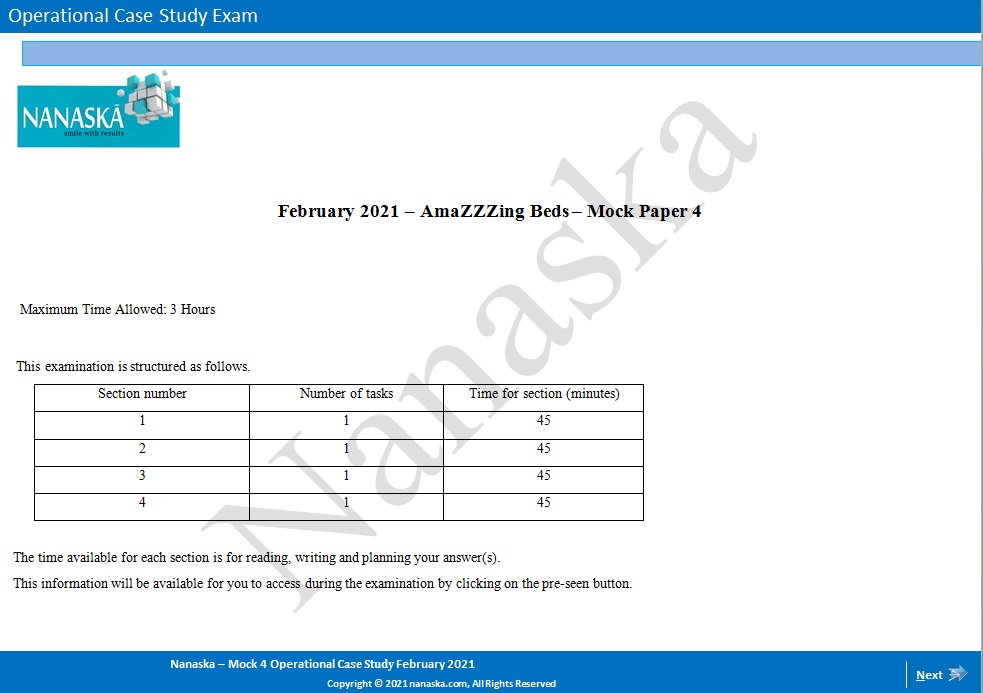 Operational Case Study Exam
NANASKĀ
smile with results
February 2021 – AmaZZZing Beds – Mock Paper 4
Maximum Time Allowed: 3 Hours
This examination is structured as follows.
Section number Number of tasks Time for section (minutes)
1 1 45
2 1 45
3 1 45
4 1 45
The time available for each section is for reading, writing and planning your answer(s).
This information will be available for you to access during the examination by clicking on the pre-seen button.
Nanaska
Nanaska – Mock 4 Operational Case Study February 2021
Copyright © 2021 nanaska.com, All Rights Reserved
Next